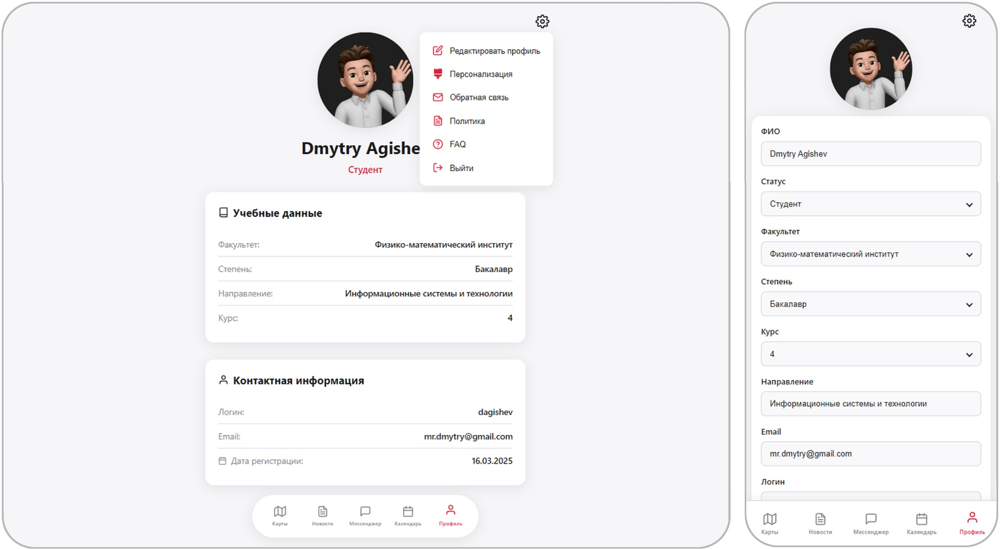 Редактировать профиль
Персонализация
Обратная связь
Политика
FAQ
Выйти
Dmytry Agishe
Студент
Учебные данные
Факультет: Физико-математический институт
Степень: Бакалавр
Направление: Информационные системы и технологии
Курс: 4
Контактная информация
Логин: dagishev
Email: mr.dmytry@gmail.com
Дата регистрации: 16.03.2025
Карты Новости Мессенджер Календарь Профиль
ФИО
Dmytry Agishev
Статус
Студент
Факультет
Физико-математический институт
Степень
Бакалавр
Курс
4
Направление
Информационные системы и технологии
Email
mr.dmytry@gmail.com
Логин
Карты Новости Мессенджер Календарь Профиль